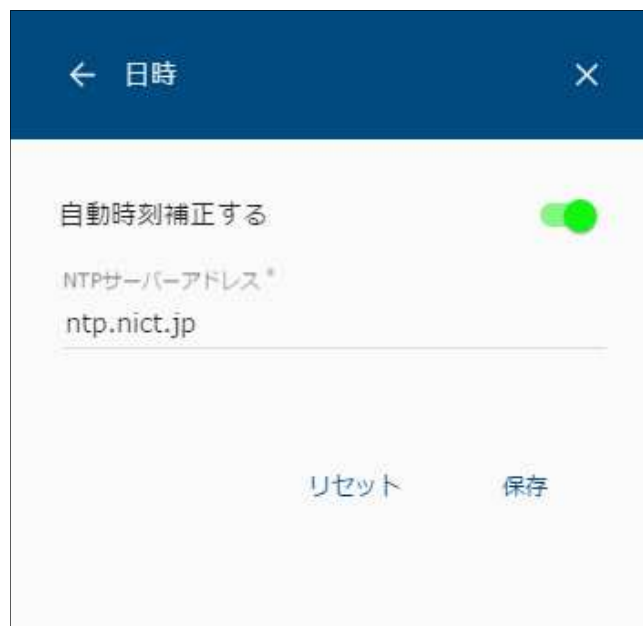 ← 日時 ×
自動時刻補正する
NTPサーバーアドレス *
ntp.nict.jp
リセット 保存